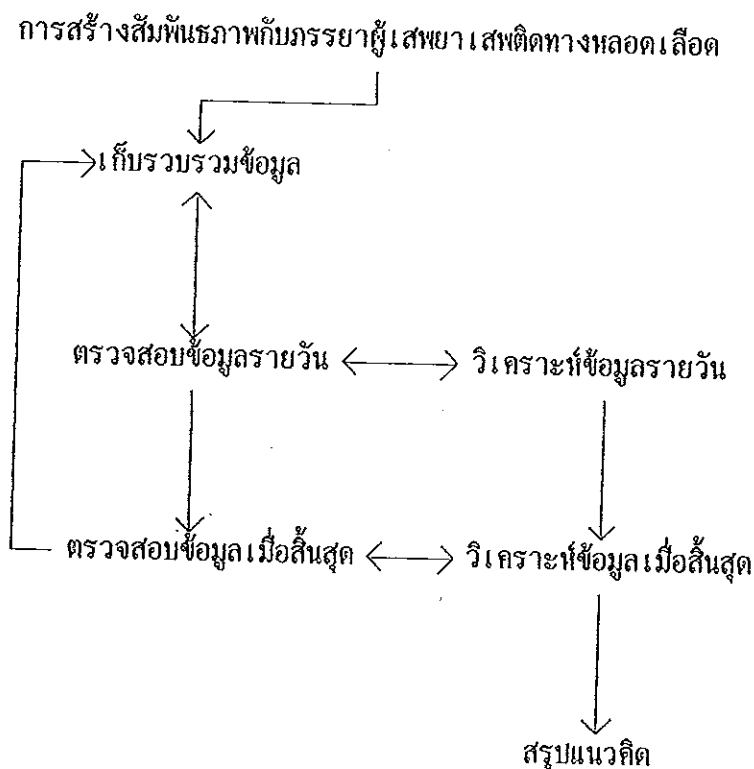 การสร้างสัมพันธภาพกับภรรยาผู้เสพยาเสพติดทางหลอดเลือด
เก็บรวบรวมข้อมูล
ตรวจสอบข้อมูลรายวัน
วิเคราะห์ข้อมูลรายวัน
ตรวจสอบข้อมูลเมื่อสิ้นสุด
วิเคราะห์ข้อมูลเมื่อสิ้นสุด
สรุปแนวคิด